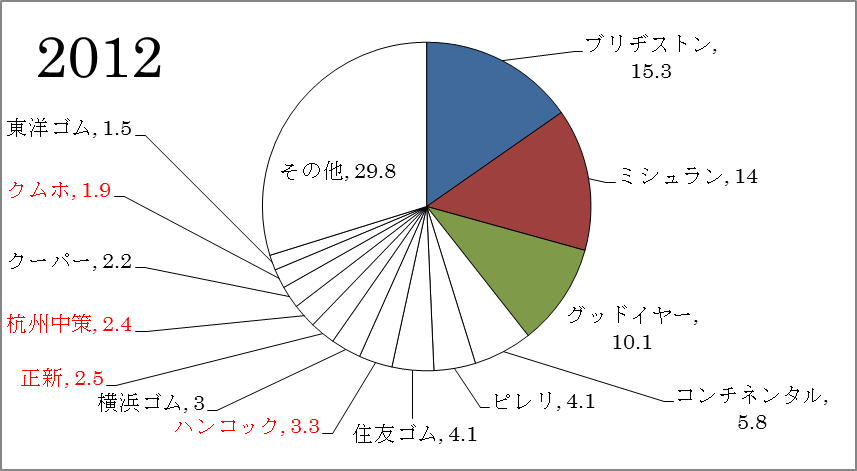 2012
ブリヂストン,
15.3
ミシュラン, 14
グッドイヤー,
10.1
コンチネンタル,
5.8
ピレリ, 4.1
住友ゴム, 4.1
ハンコック, 3.3
横浜ゴム, 3
正新, 2.5
杭州中策, 2.4
クーパー, 2.2
クムホ, 1.9
東洋ゴム, 1.5
その他, 29.8